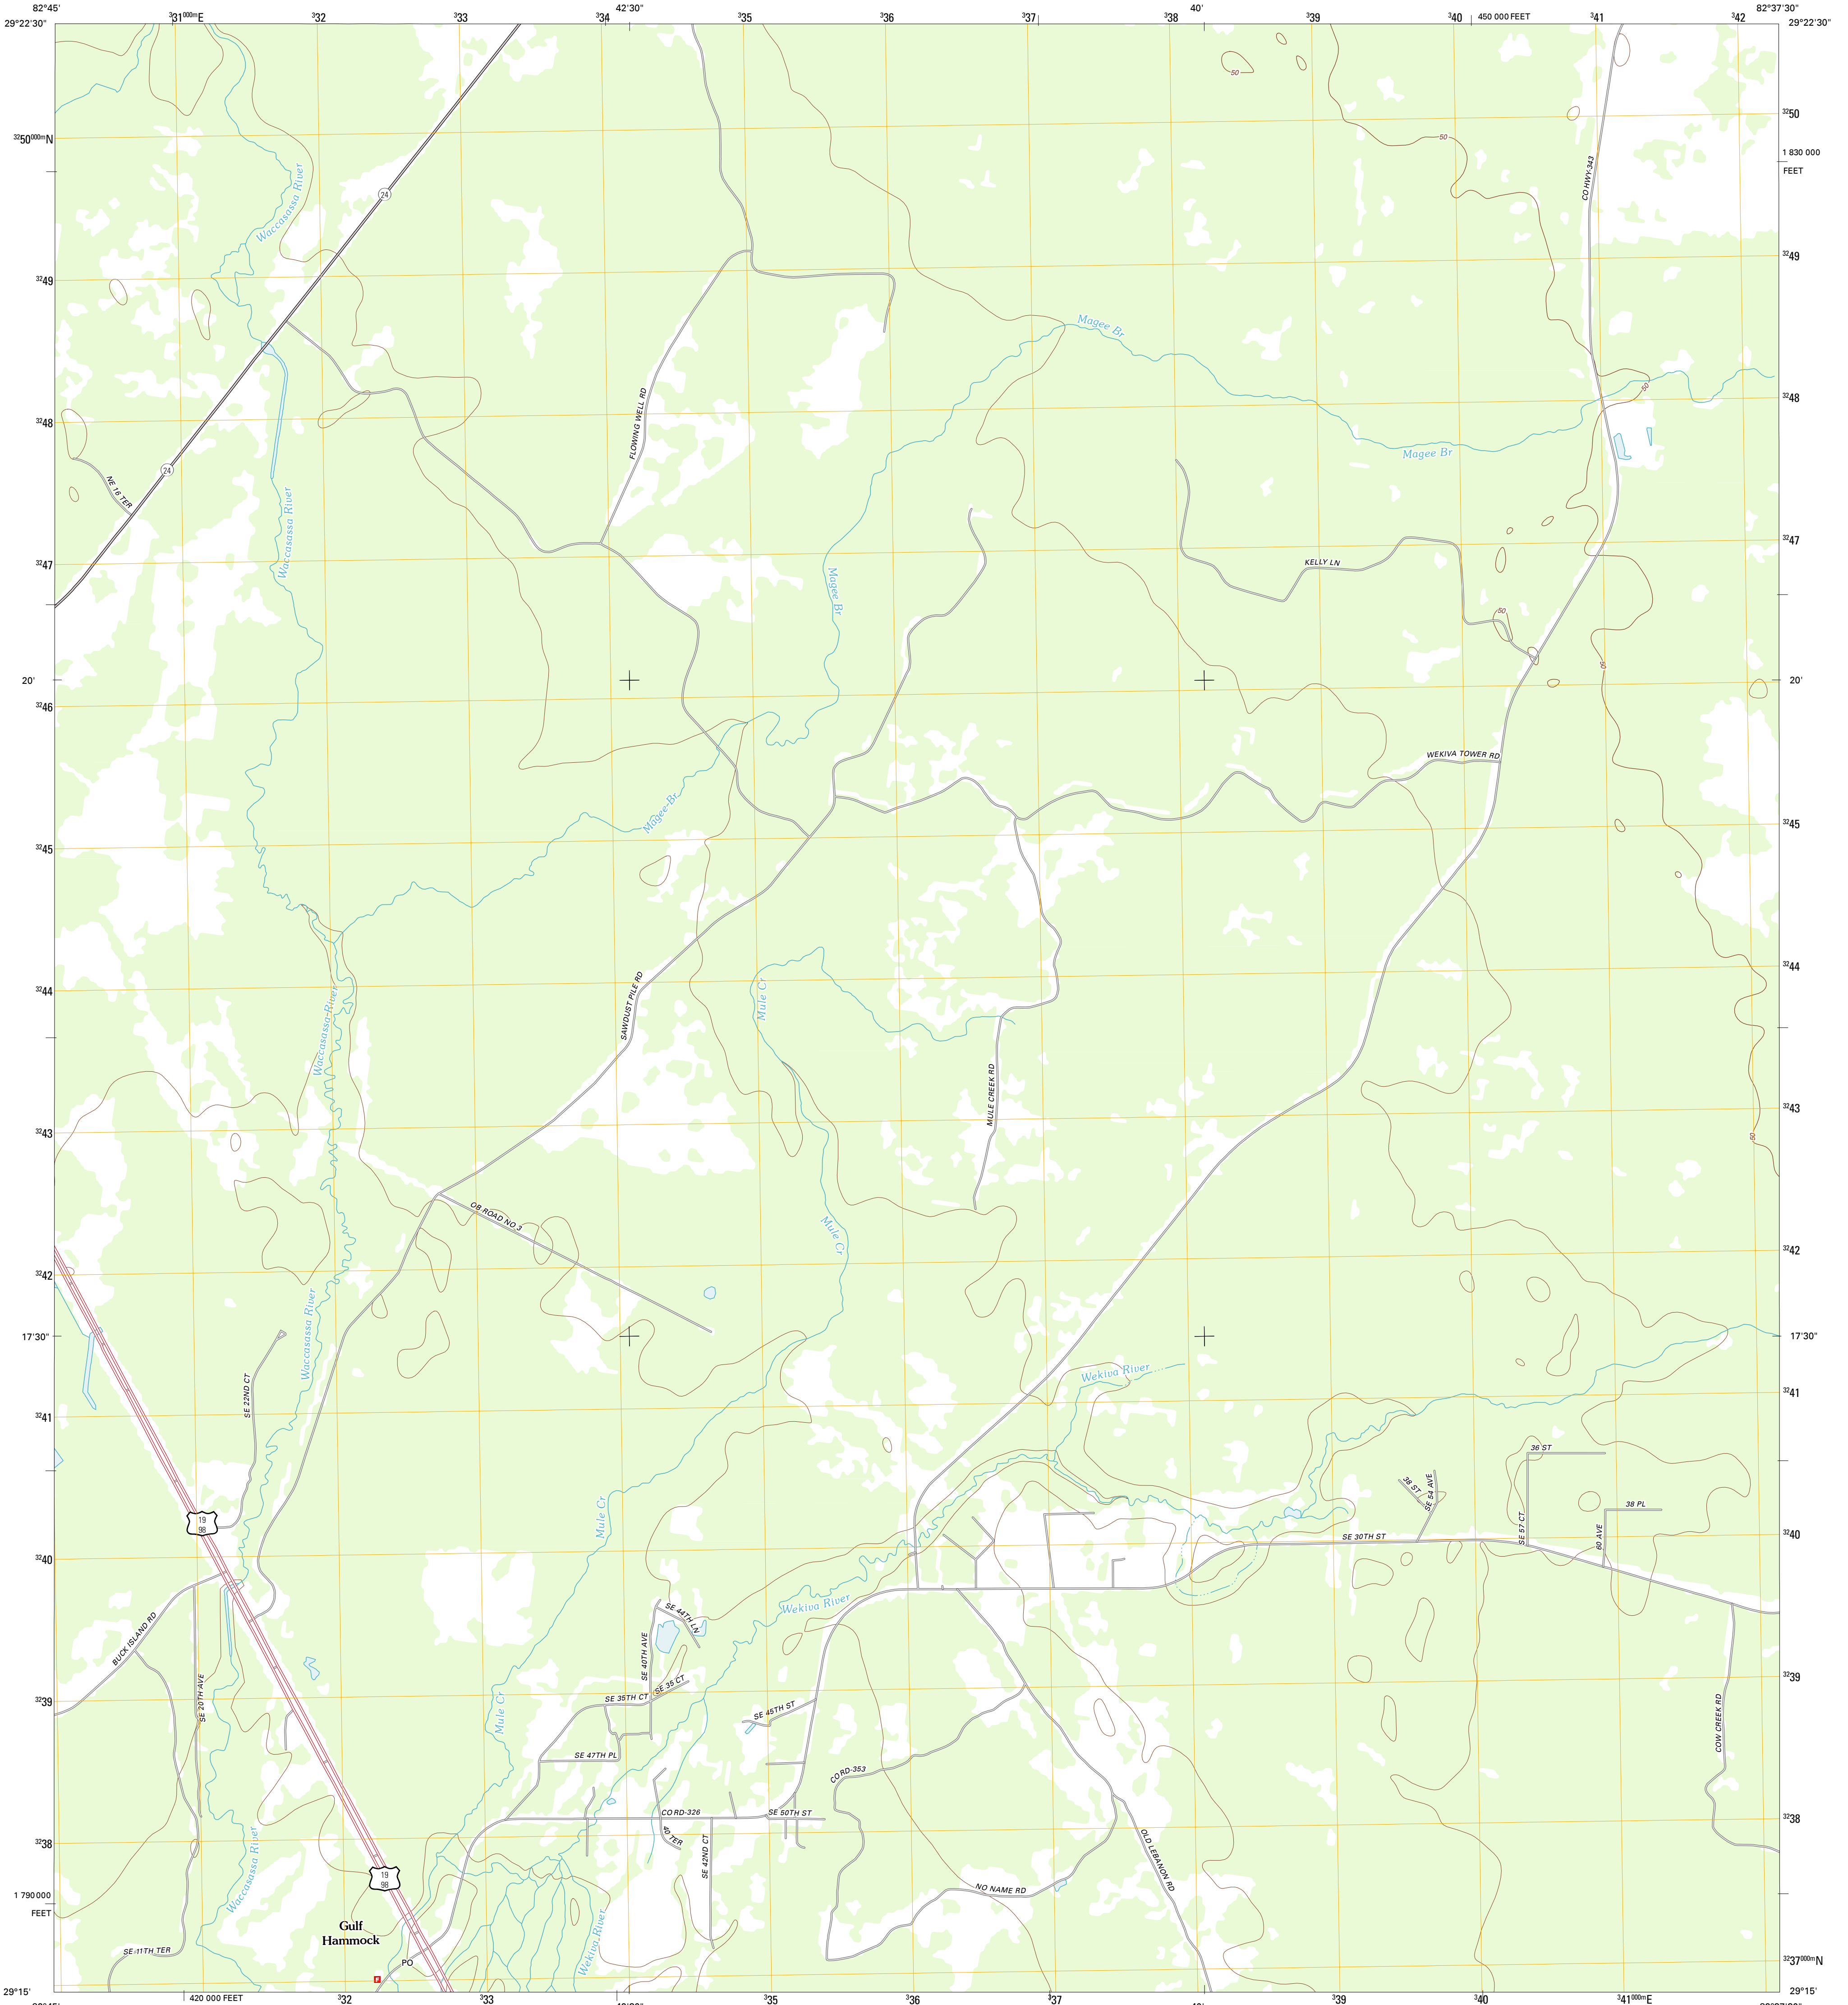 82°45' ³31⁰⁰⁰ᵐE ³32 ³33 ³34 42'30" ³35 ³36 ³37 ³38 40' ³39 ³40 450 000 FEET ³41 ³42 82°37'30"
29°22'30" 29°22'30"
³²50⁰⁰⁰ᵐN
³²49
³²48
³²47
20'
³²46
³²45
³²44
³²43
³²42
17'30"
³²41
³²40
³²39
³²38
1 790 000
FEET
29°15'
³²50
1 830 000
FEET
³²49
³²48
³²47
20'
³²46
³²45
³²44
³²43
³²42
17'30"
³²41
³²40
³²39
³²38
³²37⁰⁰⁰ᵐN
29°15'
50
50
50
CO HWY-343
24
Waccasassa River
Magee Br
50
FLOWING WELL RD
Magee Br
24
NE 16 TER
Waccasassa River
KELLY LN
Magee Br
50
50
WEKIVA TOWER RD
Magee Br
SAWDUST PILE RD
Mule Cr
Waccasassa River
MULE CREEK RD
50
OB ROAD NO 3
Mule Cr
Waccasassa River
Wekiva River
SE 22ND CT
36 ST
38 ST
SE 54 AVE
38 PL
Mule Cr
19
98
SE 30TH ST
SE 57 CT
60 AVE
Wekiva River
BUCK ISLAND RD
SE 44TH LN
SE 40TH AVE
SE 20TH AVE
SE 35TH CT
SE 35 CT
Mule Cr
SE 45TH ST
COW CREEK RD
SE 47TH PL
CO RD-353
CO RD-326
SE 50TH ST
40 TER
SE 42ND CT
OLD LEBANON RD
Waccasassa River
19
98
NO NAME RD
Gulf
Hammock
Wekiva River
SE 11TH TER
PO
F
420 000 FEET ³32 ³33 ³35 ³36 ³37 ³39 ³40 ³41⁰⁰⁰ᵐE